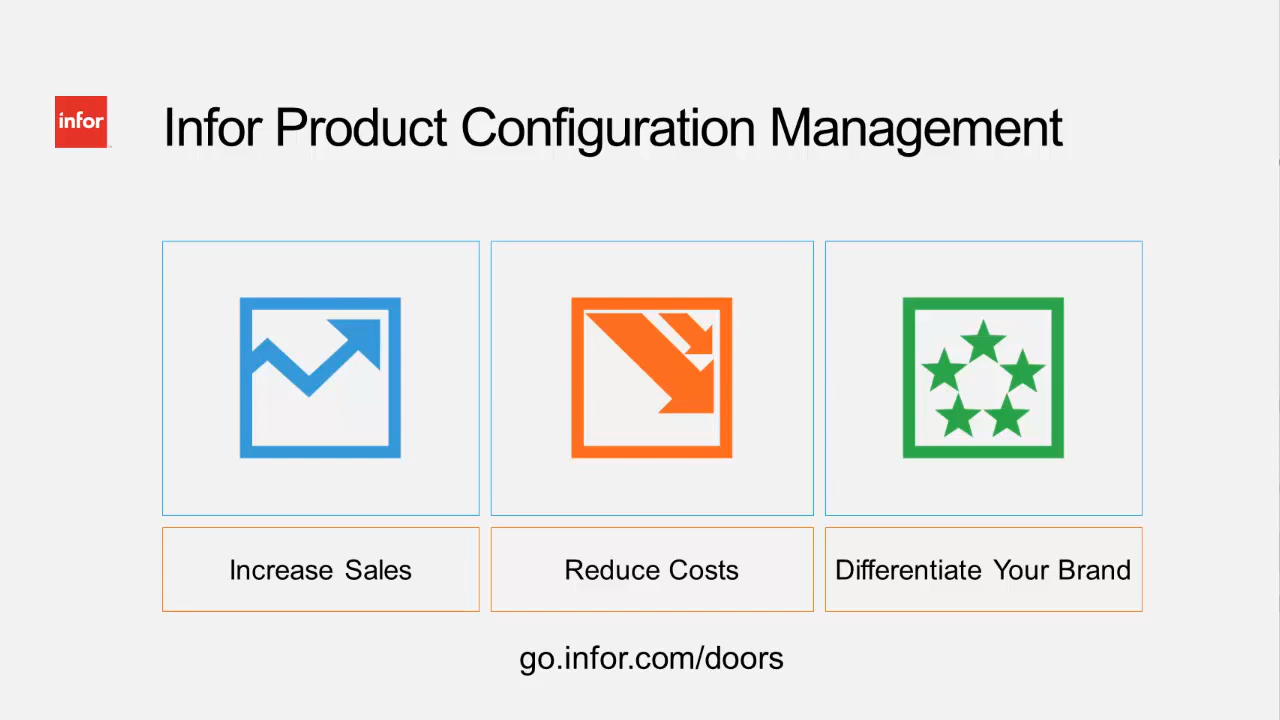 infor
Infor Product Configuration Management
Increase Sales
Reduce Costs
Differentiate Your Brand
go.infor.com/doors